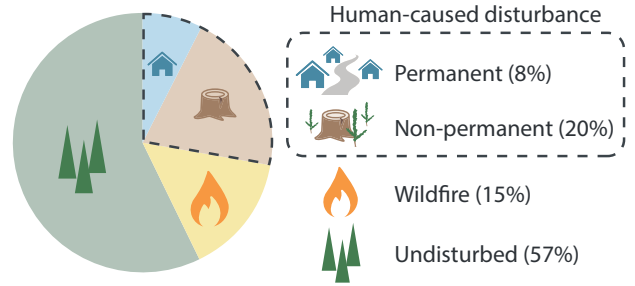 Human-caused disturbance
Permanent (8%)
Non-permanent (20%)
Wildfire (15%)
Undisturbed (57%)